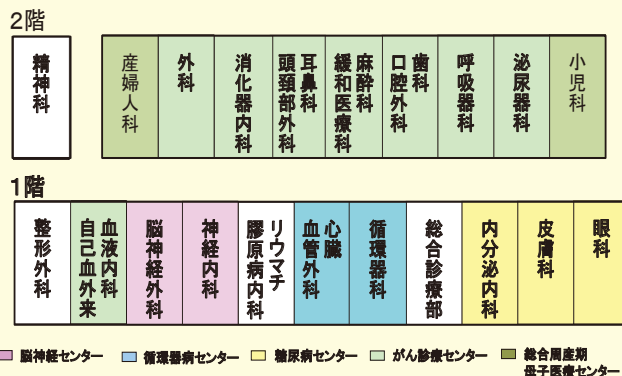 2階
精神科
産婦人科
外科
消化器内科
耳鼻科
頭頸部外科
麻酔科
緩和医療科
歯科
口腔外科
呼吸器科
泌尿器科
小児科
1階
整形外科
血液内科
自己血外来
脳神経外科
神経内科
リウマチ
膠原病内科
心臓
血管外科
循環器科
総合診療部
内分泌内科
皮膚科
眼科
脳神経センター
循環器病センター
糖尿病センター
がん診療センター
総合周産期
母子医療センター